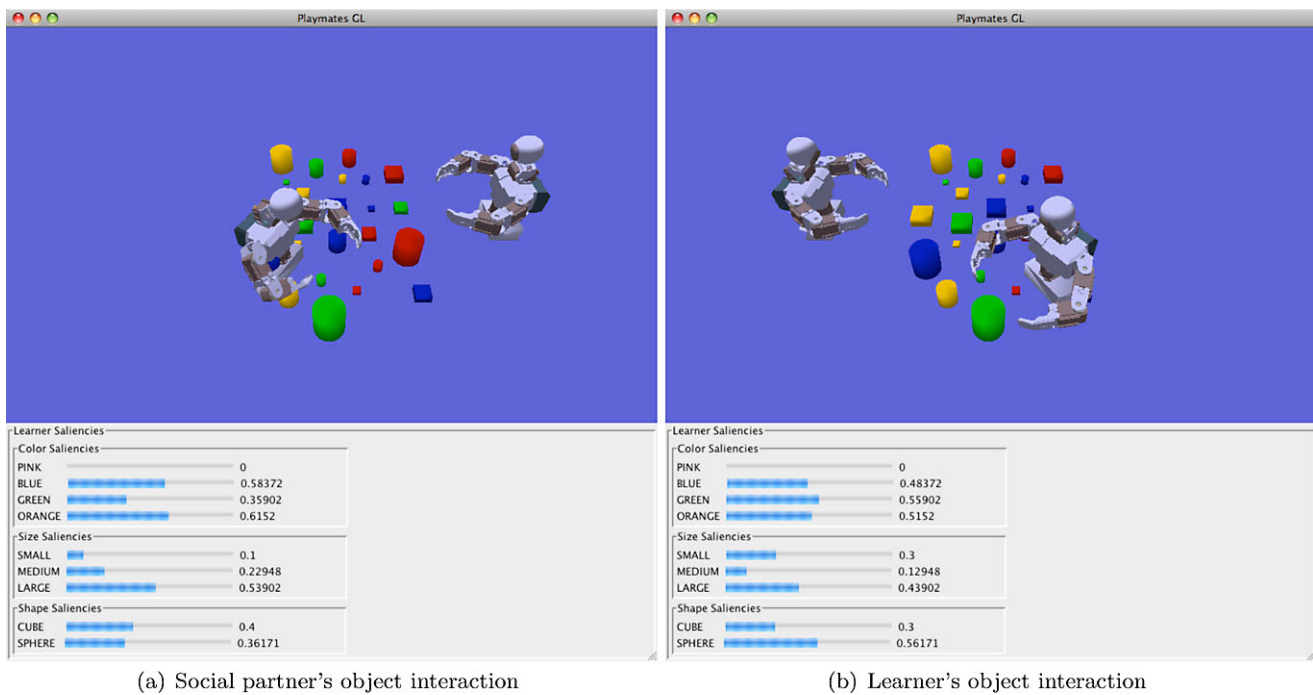 Playmates GL
Learner Saliencies
Color Saliencies
PINK 0
BLUE 0.58372
GREEN 0.35902
ORANGE 0.6152
Size Saliencies
SMALL 0.1
MEDIUM 0.22948
LARGE 0.53902
Shape Saliencies
CUBE 0.4
SPHERE 0.36171
(a) Social partner's object interaction
Playmates GL
Learner Saliencies
Color Saliencies
PINK 0
BLUE 0.48372
GREEN 0.55902
ORANGE 0.5152
Size Saliencies
SMALL 0.3
MEDIUM 0.12948
LARGE 0.43902
Shape Saliencies
CUBE 0.3
SPHERE 0.56171
(b) Learner's object interaction